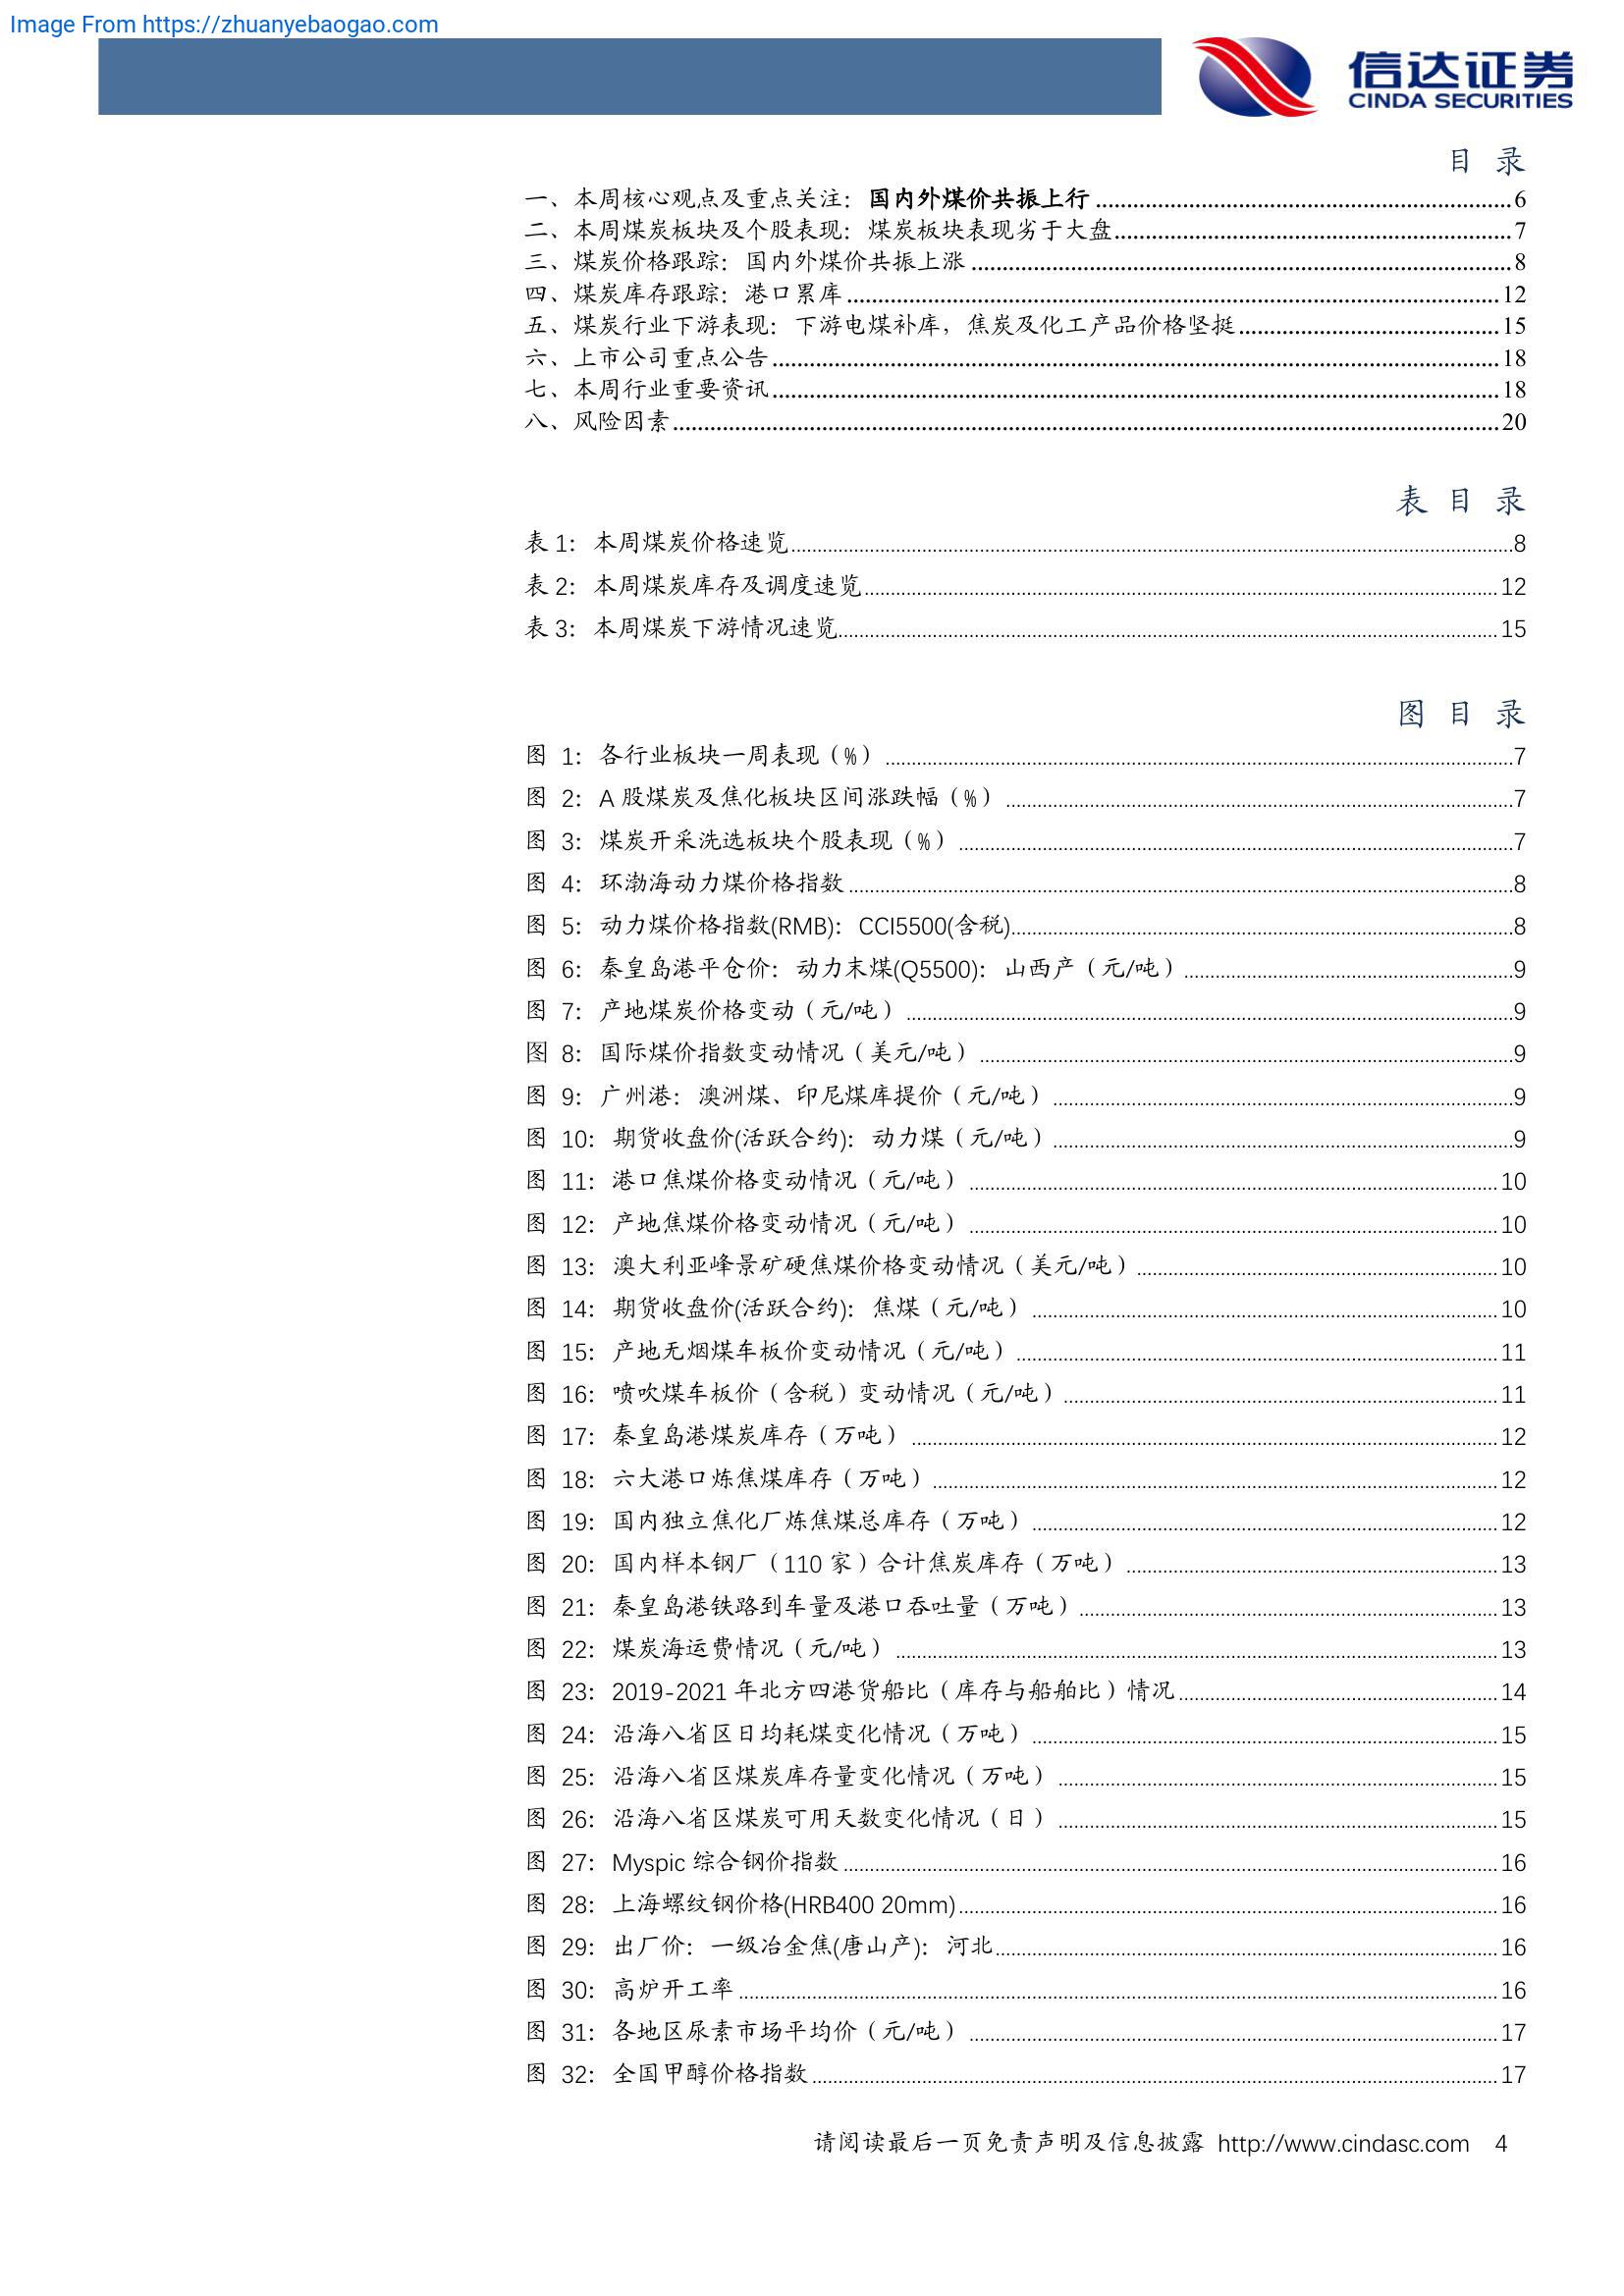 Image From https://zhuanyebaogao.com
信达证券
CINDA SECURITIES
目 录
一、本周核心观点及重点关注：国内外煤价共振上行 6
二、本周煤炭板块及个股表现：煤炭板块表现劣于大盘 7
三、煤炭价格跟踪：国内外煤价共振上涨 8
四、煤炭库存跟踪：港口累库 12
五、煤炭行业下游表现：下游电煤补库，焦炭及化工产品价格坚挺 15
六、上市公司重点公告 18
七、本周行业重要资讯 18
八、风险因素 20
表 目 录
表 1：本周煤炭价格速览 8
表 2：本周煤炭库存及调度速览 12
表 3：本周煤炭下游情况速览 15
图 目 录
图 1：各行业板块一周表现（%） 7
图 2：A 股煤炭及焦化板块区间涨跌幅（%） 7
图 3：煤炭开采洗选板块个股表现（%） 7
图 4：环渤海动力煤价格指数 8
图 5：动力煤价格指数(RMB)：CCI5500(含税) 8
图 6：秦皇岛港平仓价：动力末煤(Q5500)：山西产（元/吨） 9
图 7：产地煤炭价格变动（元/吨） 9
图 8：国际煤价指数变动情况（美元/吨） 9
图 9：广州港：澳洲煤、印尼煤库提价（元/吨） 9
图 10：期货收盘价(活跃合约)：动力煤（元/吨） 9
图 11：港口焦煤价格变动情况（元/吨） 10
图 12：产地焦煤价格变动情况（元/吨） 10
图 13：澳大利亚峰景矿硬焦煤价格变动情况（美元/吨） 10
图 14：期货收盘价(活跃合约)：焦煤（元/吨） 10
图 15：产地无烟煤车板价变动情况（元/吨） 11
图 16：喷吹煤车板价（含税）变动情况（元/吨） 11
图 17：秦皇岛港煤炭库存（万吨） 12
图 18：六大港口炼焦煤库存（万吨） 12
图 19：国内独立焦化厂炼焦煤总库存（万吨） 12
图 20：国内样本钢厂（110 家）合计焦炭库存（万吨） 13
图 21：秦皇岛港铁路到车量及港口吞吐量（万吨） 13
图 22：煤炭海运费情况（元/吨） 13
图 23：2019-2021 年北方四港货船比（库存与船舶比）情况 14
图 24：沿海八省区日均耗煤变化情况（万吨） 15
图 25：沿海八省区煤炭库存量变化情况（万吨） 15
图 26：沿海八省区煤炭可用天数变化情况（日） 15
图 27：Myspic 综合钢价指数 16
图 28：上海螺纹钢价格(HRB400 20mm) 16
图 29：出厂价：一级冶金焦(唐山产)：河北 16
图 30：高炉开工率 16
图 31：各地区尿素市场平均价（元/吨） 17
图 32：全国甲醇价格指数 17
请阅读最后一页免责声明及信息披露 http://www.cindasc.com 4